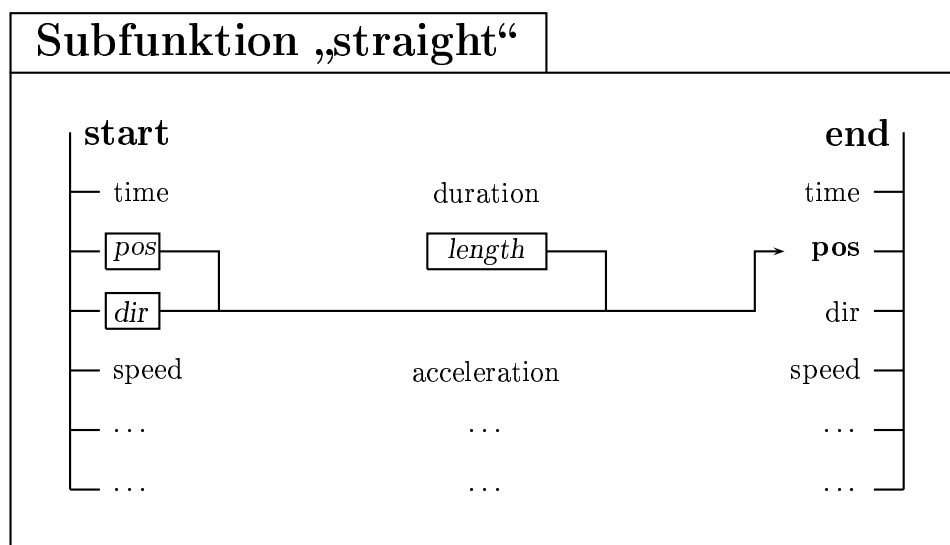 Subfunktion „straight“
start end
time duration time
pos length pos
dir dir
speed acceleration speed
... ... ...
... ... ...